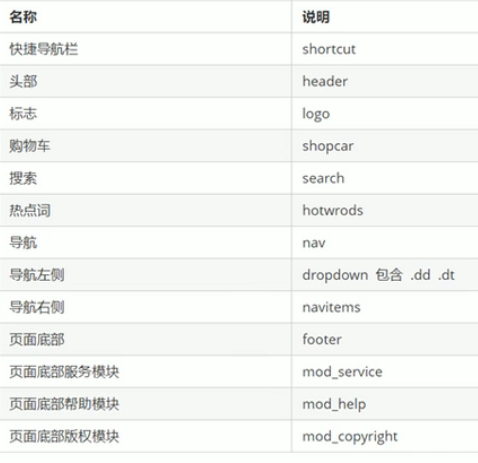 名称 说明
快捷导航栏 shortcut
头部 header
标志 logo
购物车 shopcar
搜索 search
热点词 hotwrods
导航 nav
导航左侧 dropdown 包含 .dd .dt
导航右侧 navitems
页面底部 footer
页面底部服务模块 mod_service
页面底部帮助模块 mod_help
页面底部版权模块 mod_copyright